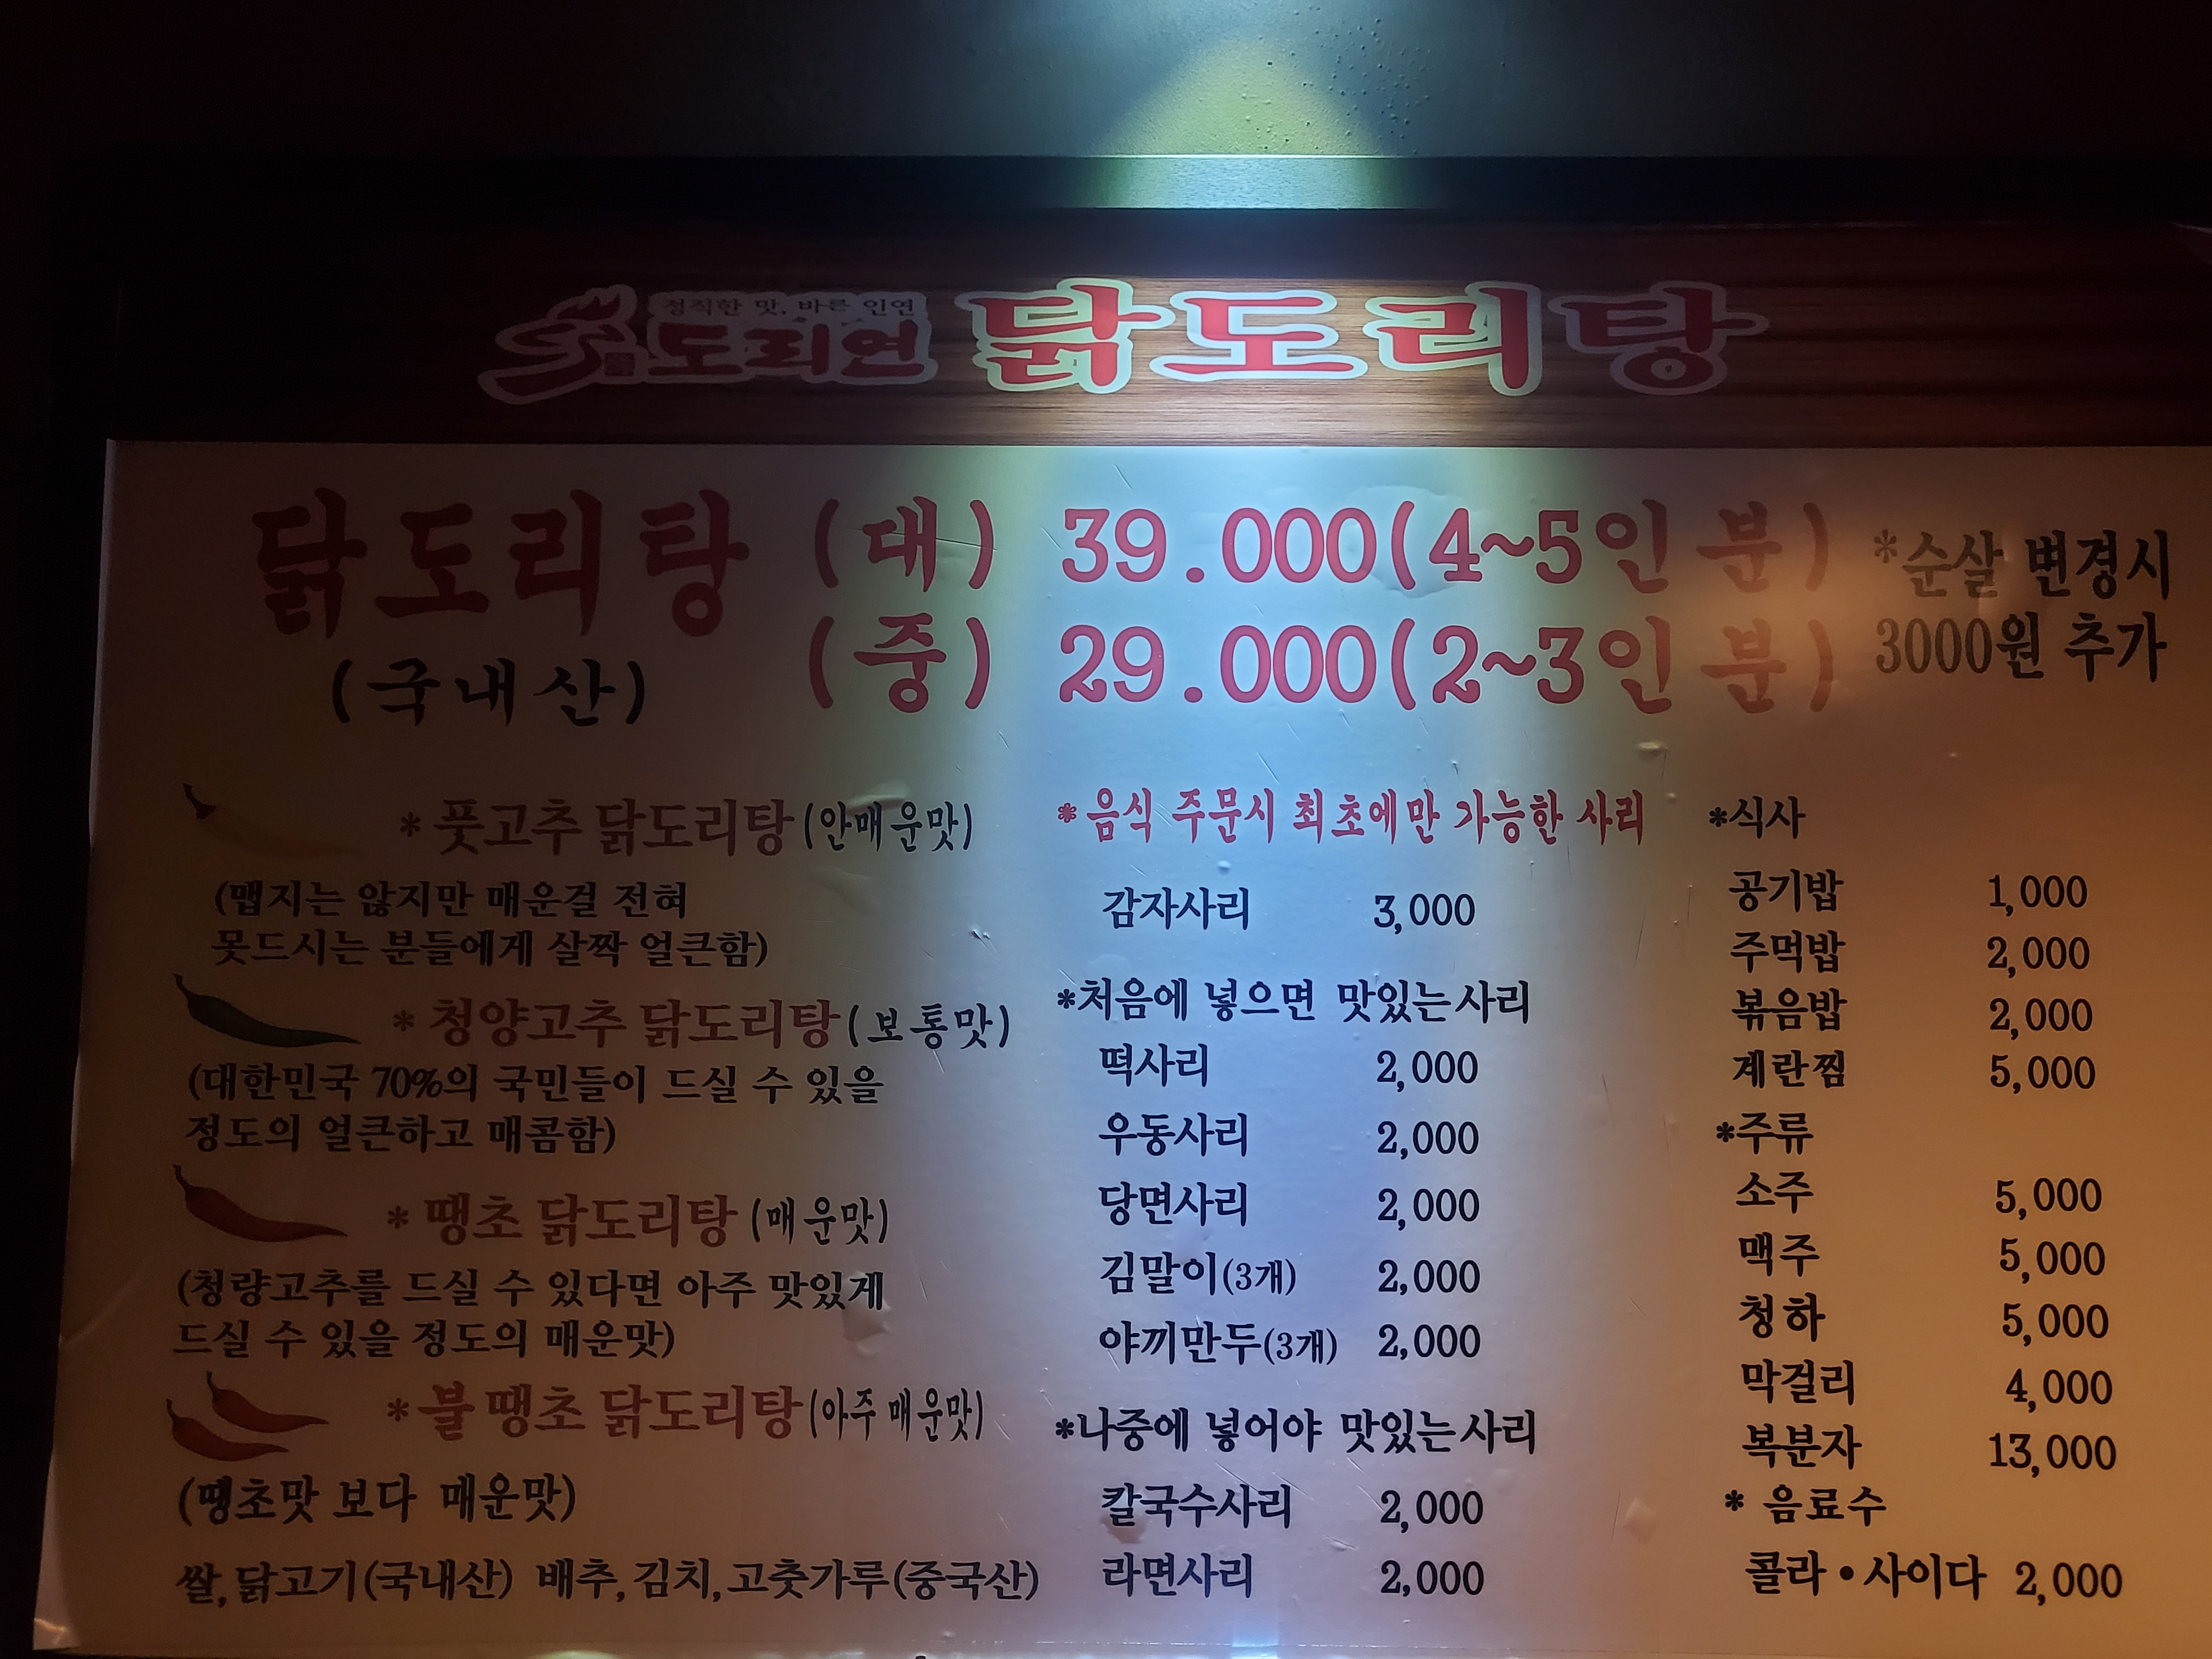 정직한 맛, 바른 인연
도리연 닭도리탕
닭도리탕 (대) 39.000(4~5인분) *순살 변경시
(국내산) (중) 29.000(2~3인분) 3000원 추가
*풋고추 닭도리탕(안매운맛)
(맵지는 않지만 매운걸 전혀
못드시는 분들에게 살짝 얼큰함)
*청양고추 닭도리탕(보통맛)
(대한민국 70%의 국민들이 드실 수 있을
정도의 얼큰하고 매콤함)
*땡초 닭도리탕(매운맛)
(청량고추를 드실 수 있다면 아주 맛있게
드실 수 있을 정도의 매운맛)
*불땡초 닭도리탕(아주 매운맛)
(땡초맛 보다 매운맛)
쌀,닭고기(국내산) 배추,김치,고춧가루(중국산)
*음식 주문시 최초에만 가능한 사리
감자사리 3,000
*처음에 넣으면 맛있는사리
떡사리 2,000
우동사리 2,000
당면사리 2,000
김말이(3개) 2,000
야끼만두(3개) 2,000
*나중에 넣어야 맛있는사리
칼국수사리 2,000
라면사리 2,000
*식사
공기밥 1,000
주먹밥 2,000
볶음밥 2,000
계란찜 5,000
*주류
소주 5,000
맥주 5,000
청하 5,000
막걸리 4,000
복분자 13,000
* 음료수
콜라•사이다 2,000